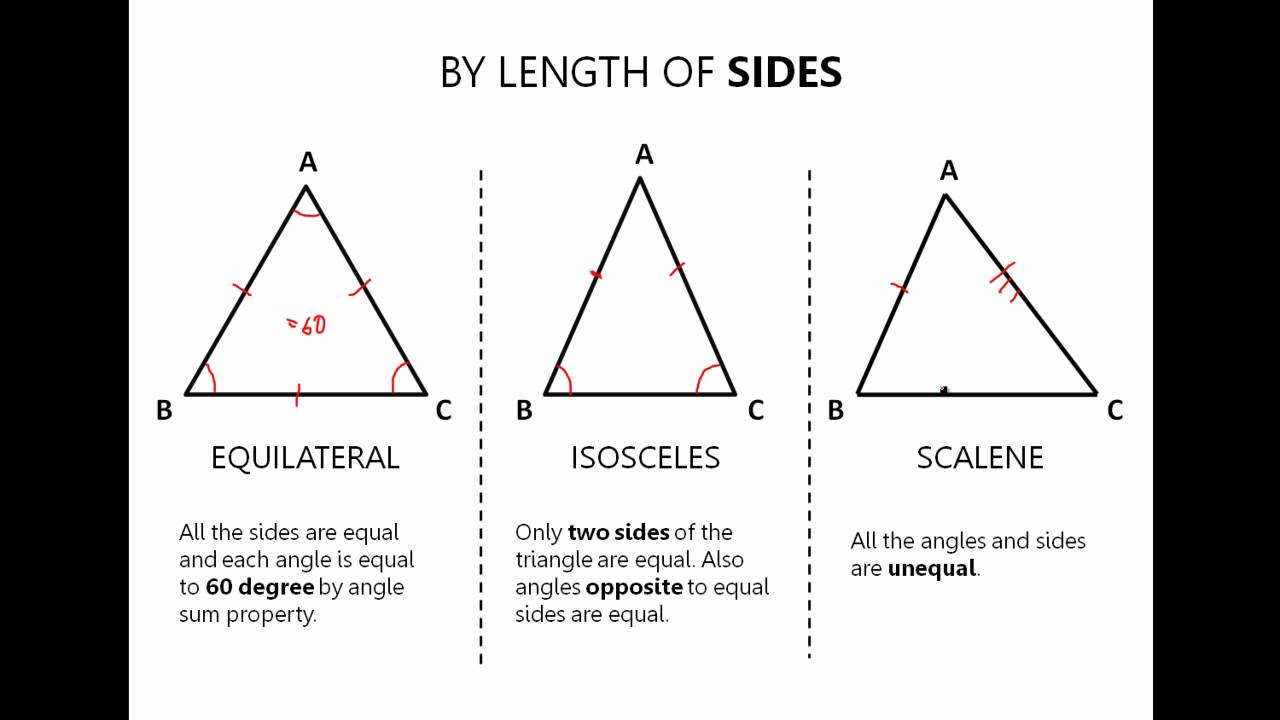 BY LENGTH OF SIDES
A
A
A
= 60
B
C
B
C
B
C
EQUILATERAL
ISOSCELES
SCALENE
All the sides are equal
and each angle is equal
to 60 degree by angle
sum property.
Only two sides of the
triangle are equal. Also
angles opposite to equal
sides are equal.
All the angles and sides
are unequal.